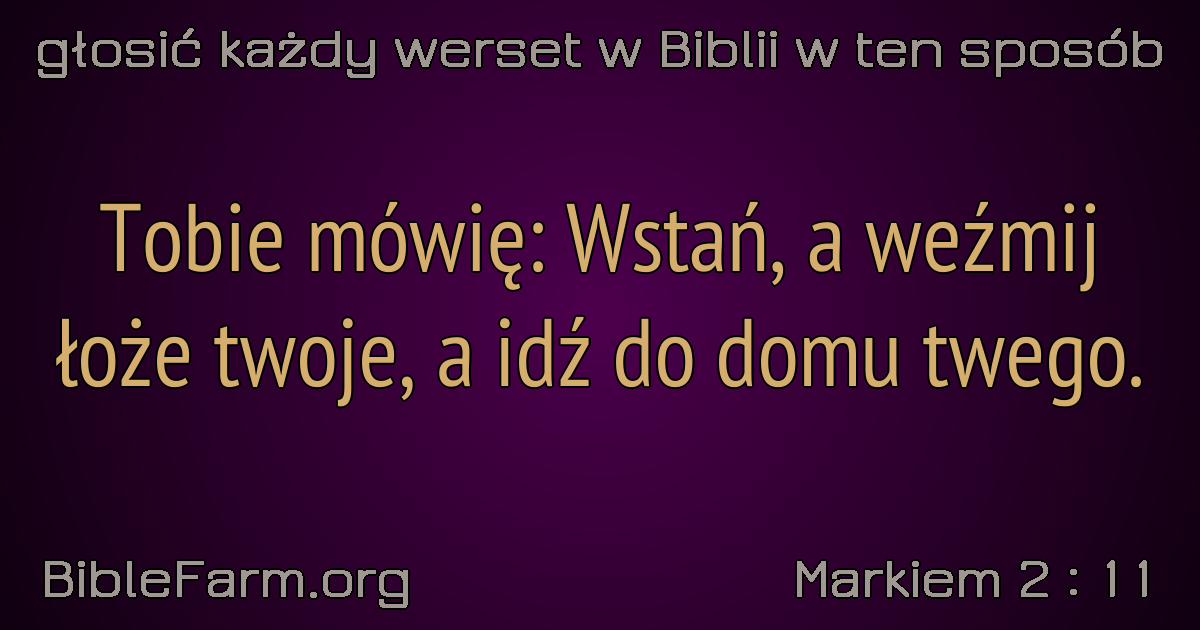 głosić każdy werset w Biblii w ten sposób
Tobie mówię: Wstań, a weźmij
łoże twoje, a idź do domu twego.
BibleFarm.org
Markiem 2 : 11